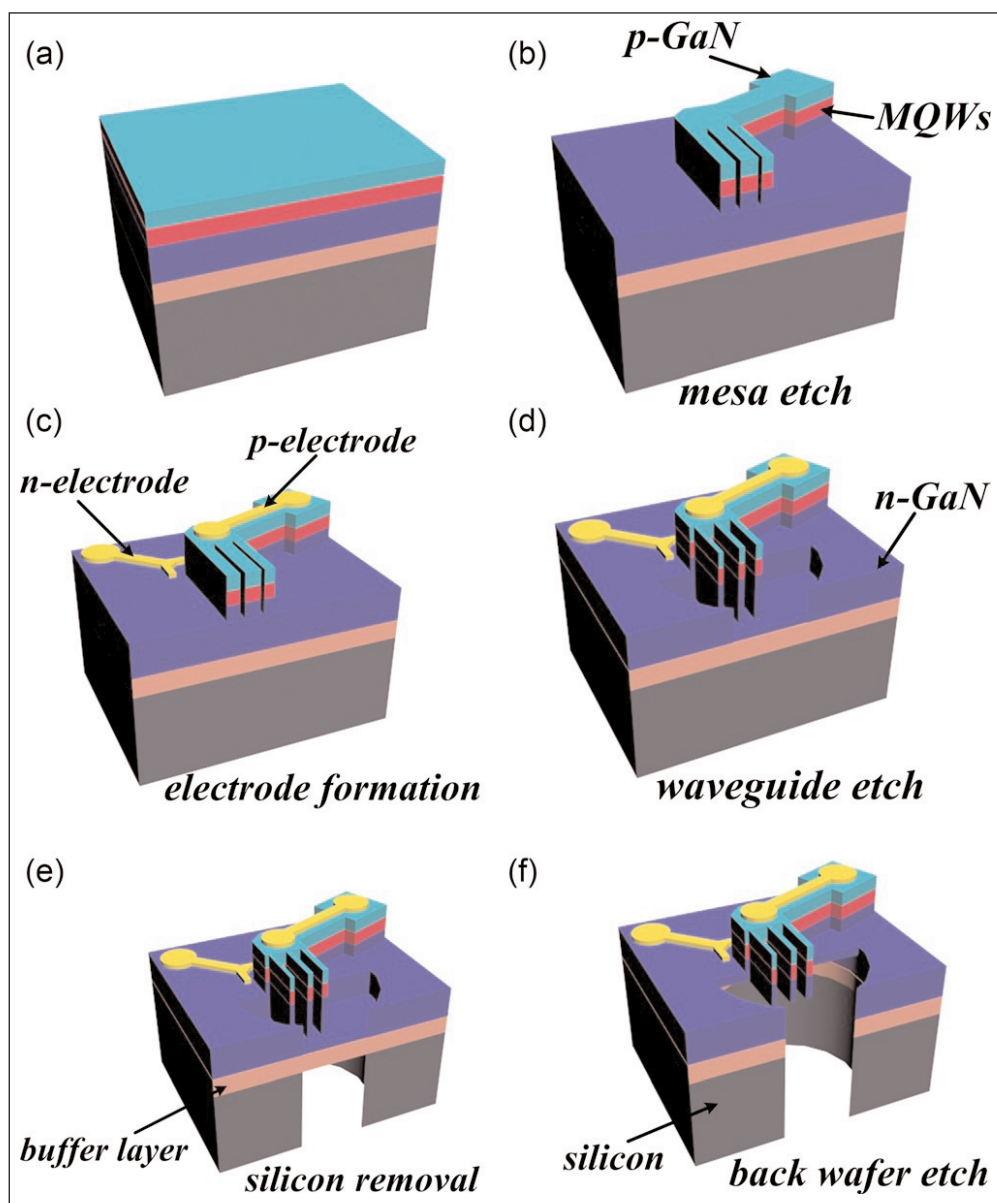 (a)
(b)
p-GaN
MQWs
mesa etch
(c)
p-electrode
n-electrode
electrode formation
(d)
n-GaN
waveguide etch
(e)
buffer layer
silicon removal
(f)
silicon
back wafer etch